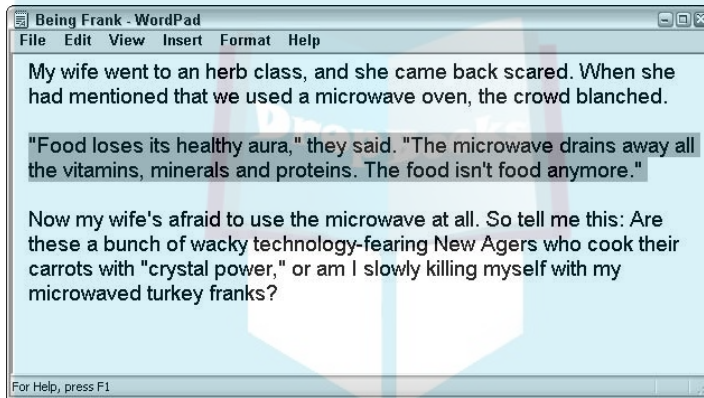 Being Frank - WordPad
File Edit View Insert Format Help
My wife went to an herb class, and she came back scared. When she
had mentioned that we used a microwave oven, the crowd blanched.
"Food loses its healthy aura," they said. "The microwave drains away all
the vitamins, minerals and proteins. The food isn't food anymore."
Now my wife's afraid to use the microwave at all. So tell me this: Are
these a bunch of wacky technology-fearing New Agers who cook their
carrots with "crystal power," or am I slowly killing myself with my
microwaved turkey franks?
For Help, press F1
DropBooks